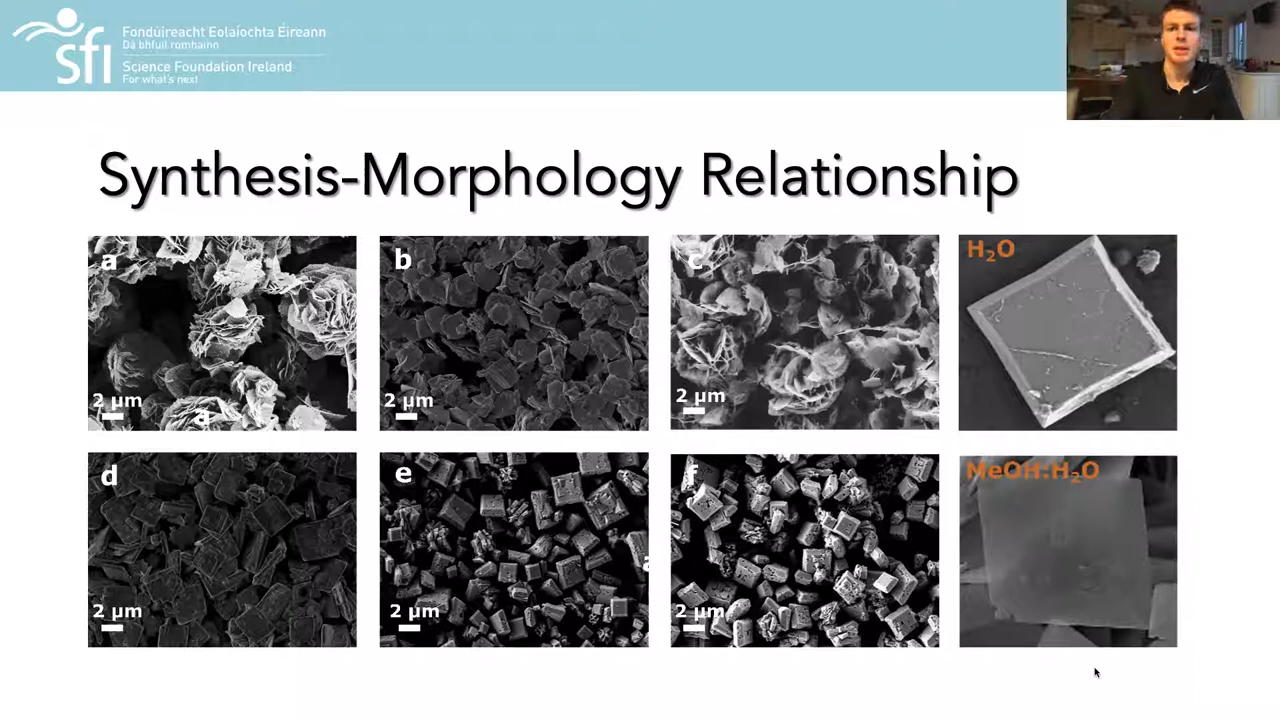 sfi
Fondúireacht Eolaíochta Éireann
Dá bhfuil romhainn
Science Foundation Ireland
For what's next
Synthesis-Morphology Relationship
a
b
c
H₂O
2 µm
a
2 µm
2 µm
d
e
f
MeOH:H₂O
2 µm
2 µm
a
2 µm